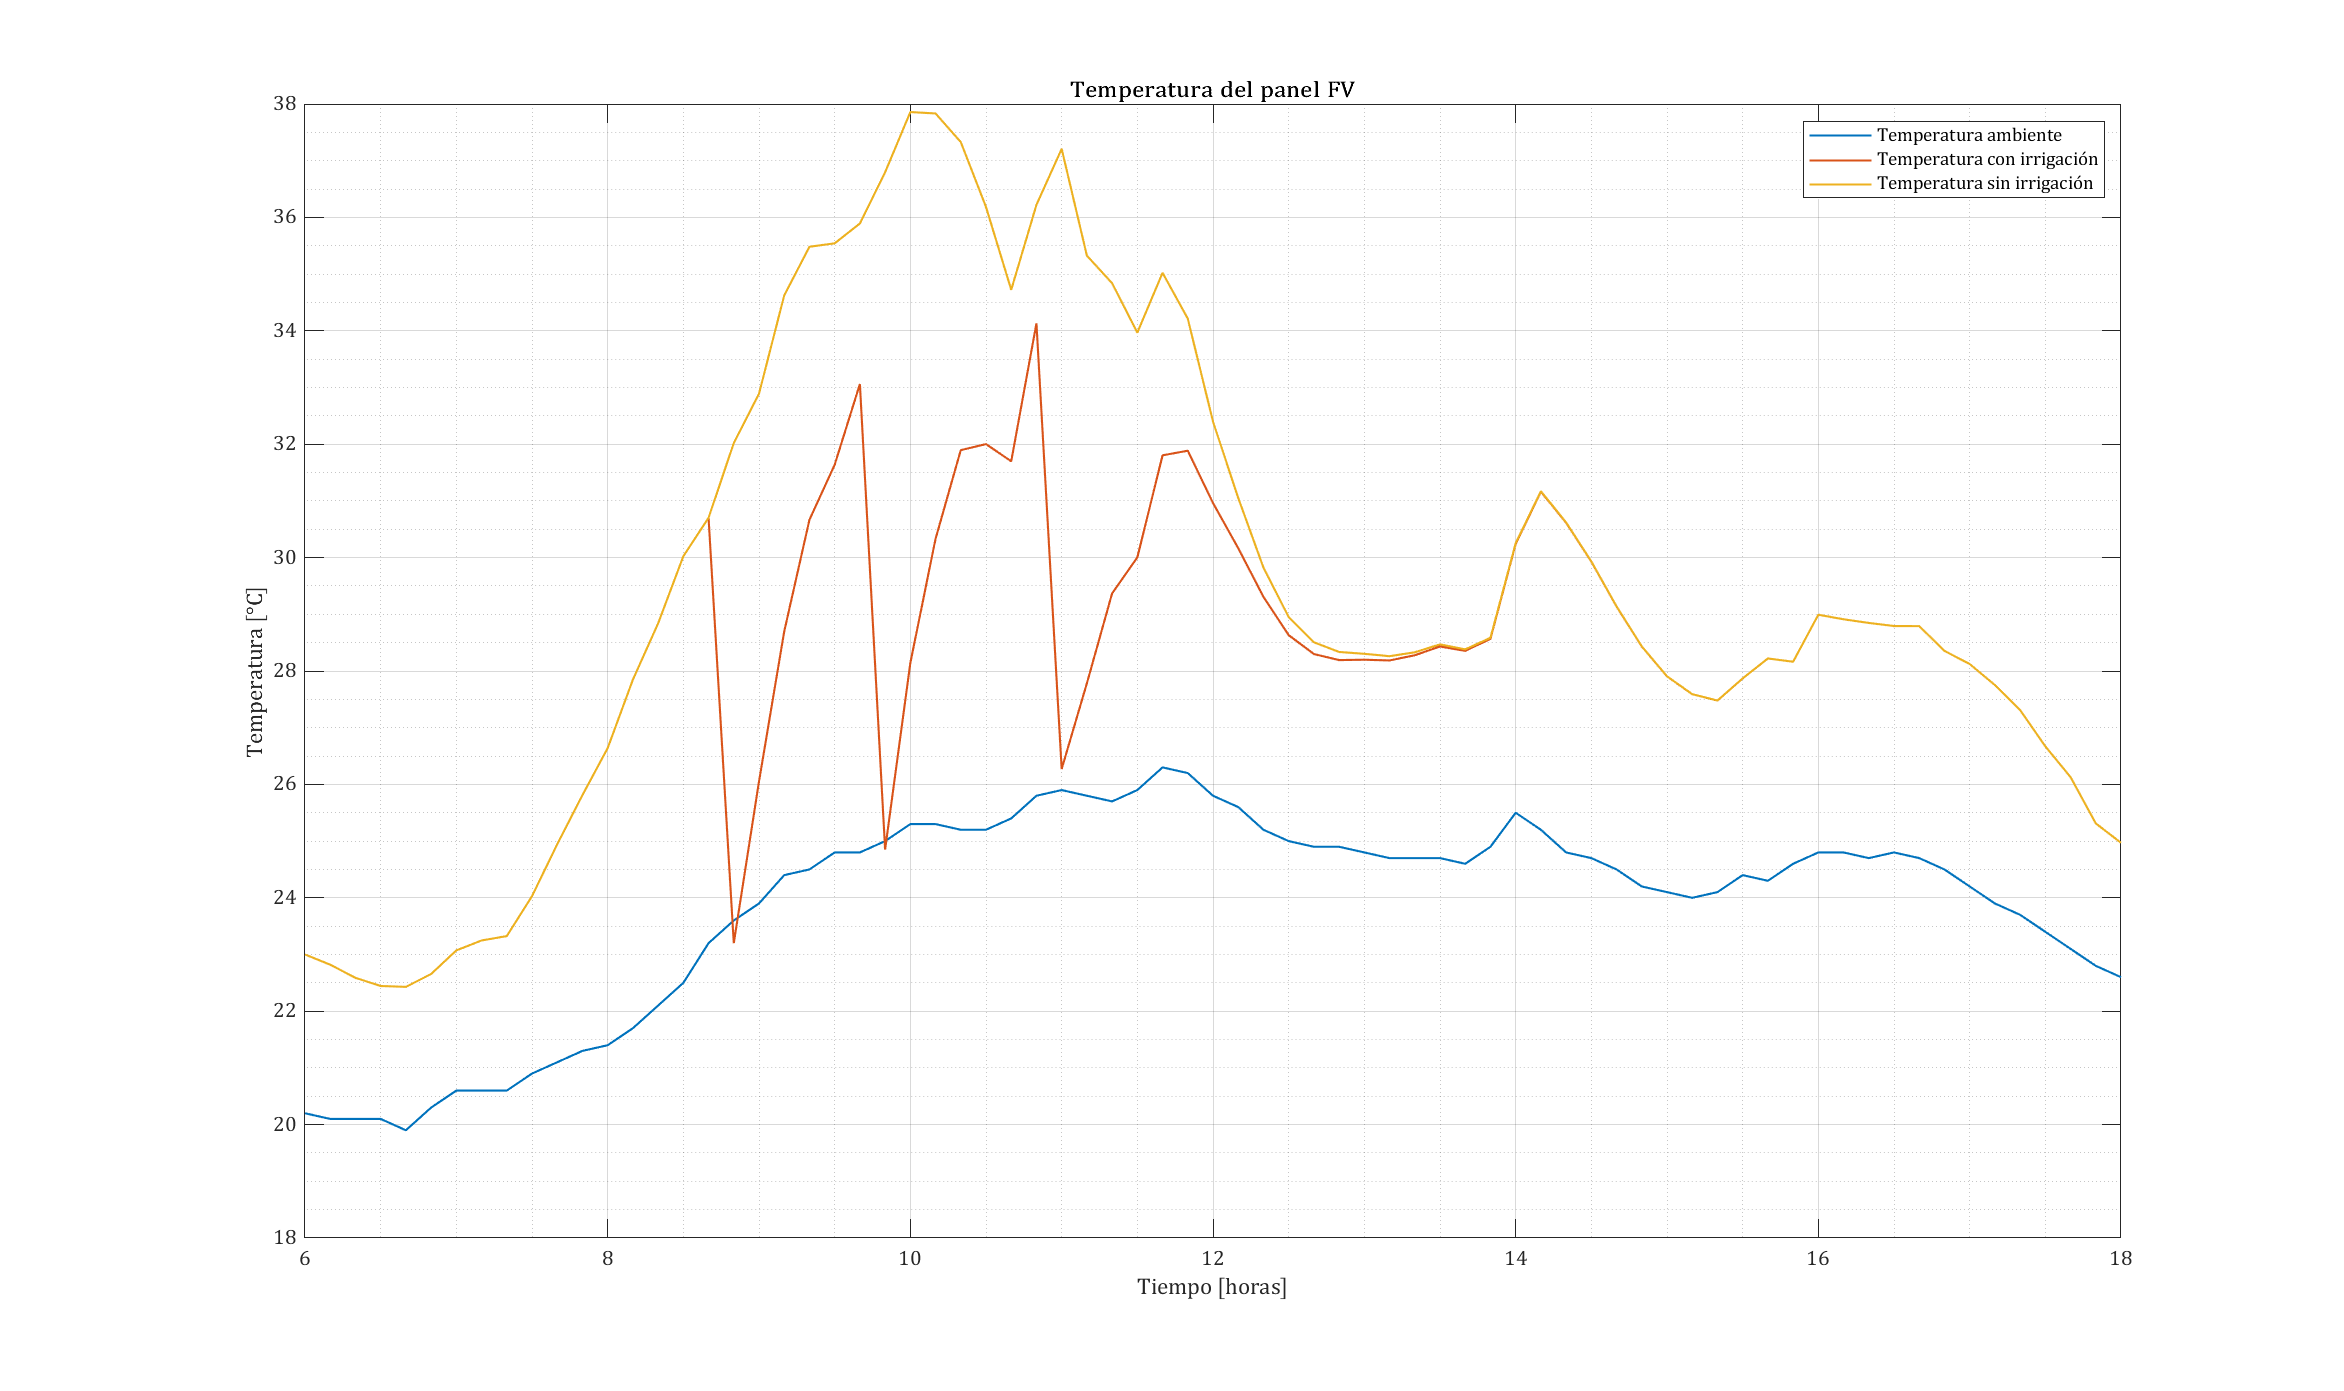 Temperatura del panel FV
38
36
34
32
30
28
26
24
22
20
18
Temperatura [°C]
Temperatura ambiente
Temperatura con irrigación
Temperatura sin irrigación
6 8 10 12 14 16 18
Tiempo [horas]